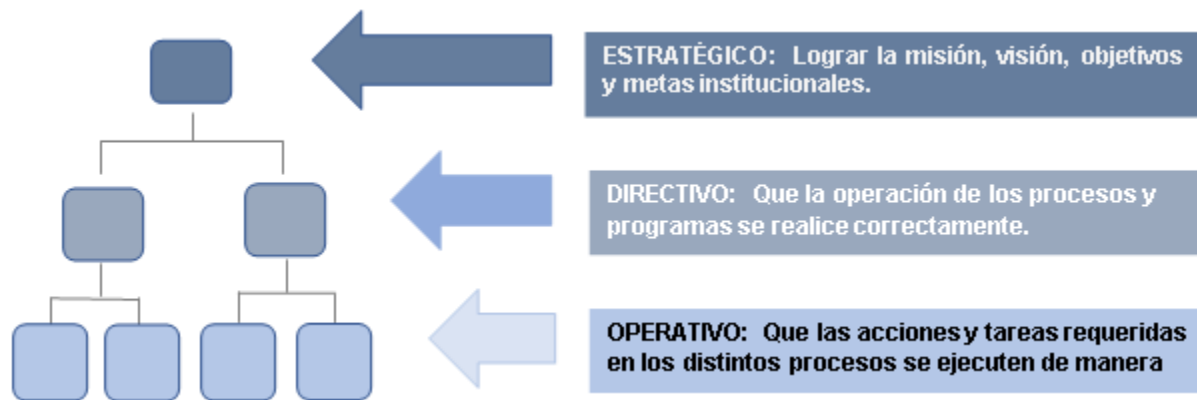 ESTRATÉGICO: Lograr la misión, visión, objetivos
y metas institucionales.
DIRECTIVO: Que la operación de los procesos y
programas se realice correctamente.
OPERATIVO: Que las acciones y tareas requeridas
en los distintos procesos se ejecuten de manera